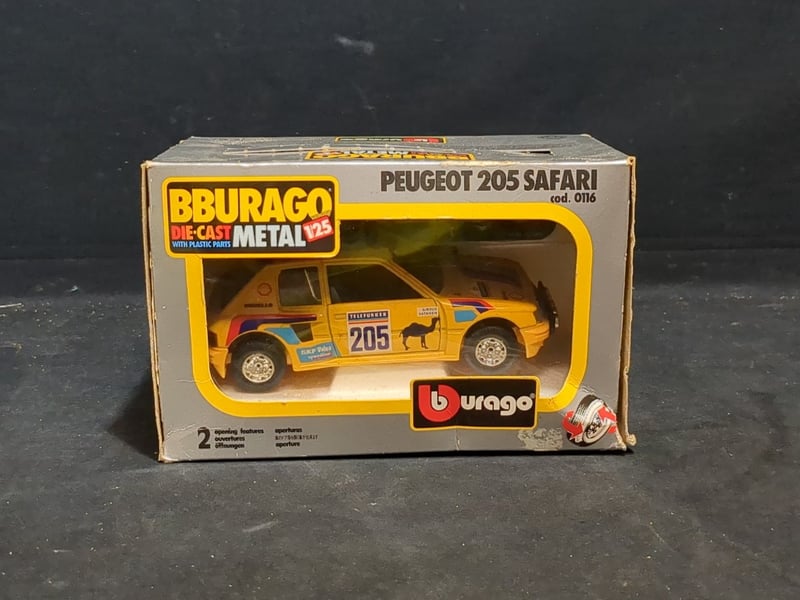 BBURAGO
PEUGEOT 205 SAFARI
cod. 0116
BBURAGO
DIE-CAST METAL 1:25
WITH PLASTIC PARTS
TELEFUNKEN
205
burago
2 opening features aperturas
ouvertures
öffnungen aperture